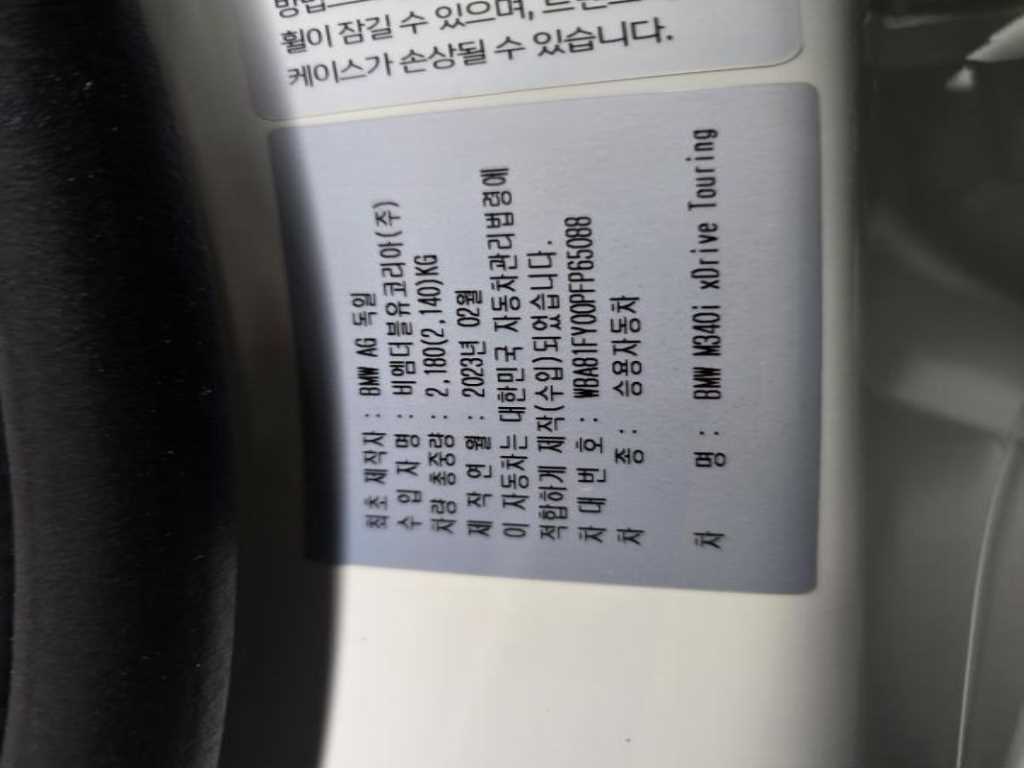 휠이 잠길 수 있으며,
케이스가 손상될 수 있습니다.
최초 제작자 : BMW AG 독일
수 입 자 명 : 비엠더블유코리아(주)
차량 총중량 : 2,180(2,140)KG
제 작 연 월 : 2023년 02월
이 자동차는 대한민국 자동차관리법령에
적합하게 제작(수입)되었습니다.
차 대 번 호 : WBA81FY00PFP65088
차 종 : 승용자동차
차 명 : BMW M340i xDrive Touring